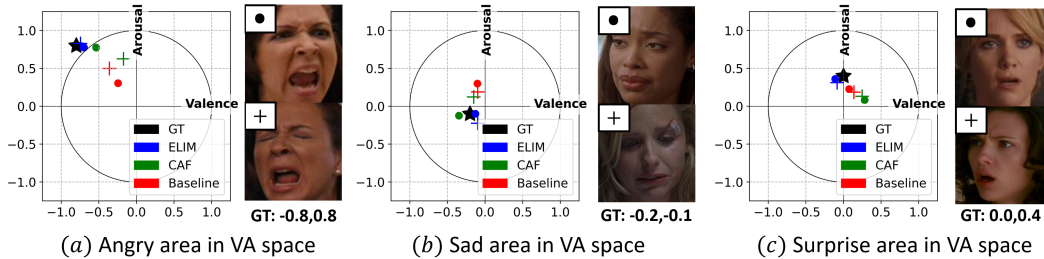 Arousal
1.0
0.5
0.0
−0.5
−1.0
Valence
GT
ELIM
CAF
Baseline
−1.0 −0.5 0.0 0.5 1.0
GT: -0.8,0.8
(a) Angry area in VA space
Arousal
1.0
0.5
0.0
−0.5
−1.0
Valence
GT
ELIM
CAF
Baseline
−1.0 −0.5 0.0 0.5 1.0
GT: -0.2,-0.1
(b) Sad area in VA space
Arousal
1.0
0.5
0.0
−0.5
−1.0
Valence
GT
ELIM
CAF
Baseline
−1.0 −0.5 0.0 0.5 1.0
GT: 0.0,0.4
(c) Surprise area in VA space